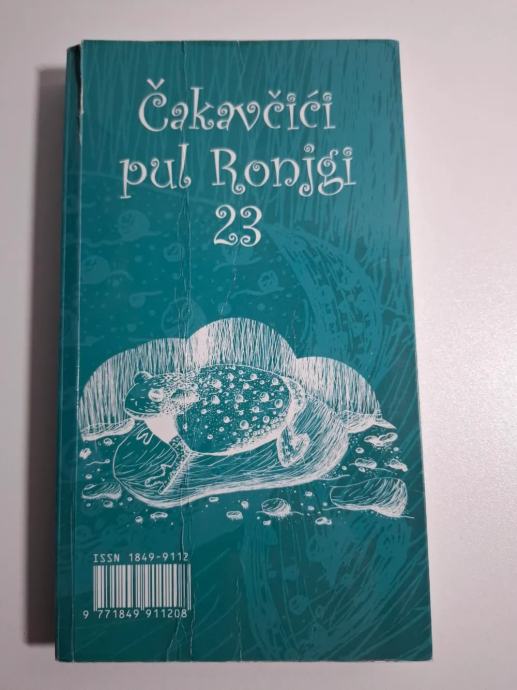 Čakavčići
pul Ronjgi
23
ISSN 1849-9112
9 771849 911208